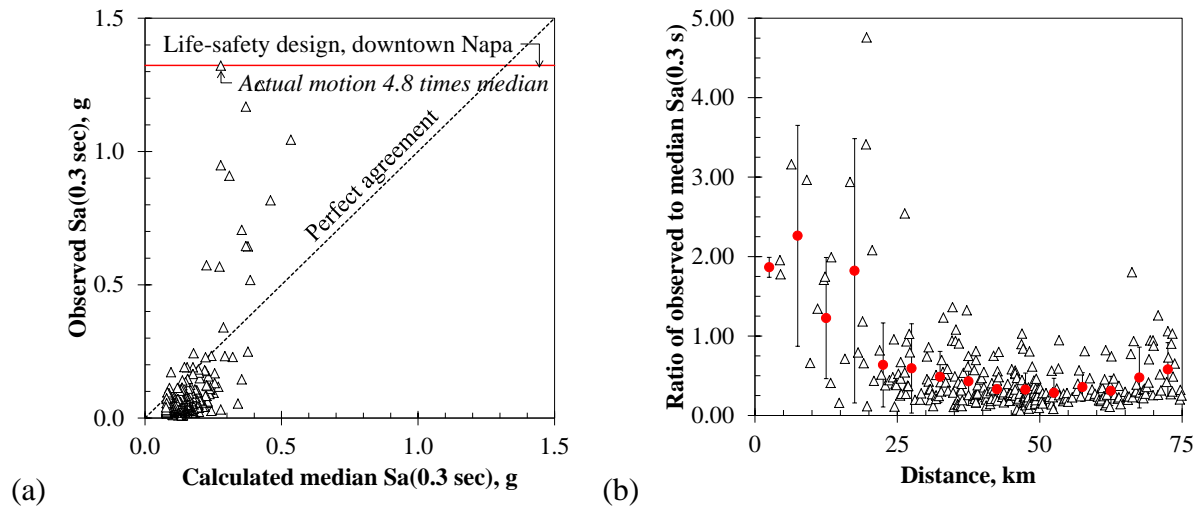 1.5
Life-safety design, downtown Napa
Actual motion 4.8 times median
1.0
Perfect agreement
0.5
0.0
0.0
0.5
1.0
1.5
Observed Sa(0.3 sec), g
Calculated median Sa(0.3 sec), g
(a)
5.00
4.00
3.00
2.00
1.00
0.00
0
25
50
75
Ratio of observed to median Sa(0.3 s)
Distance, km
(b)